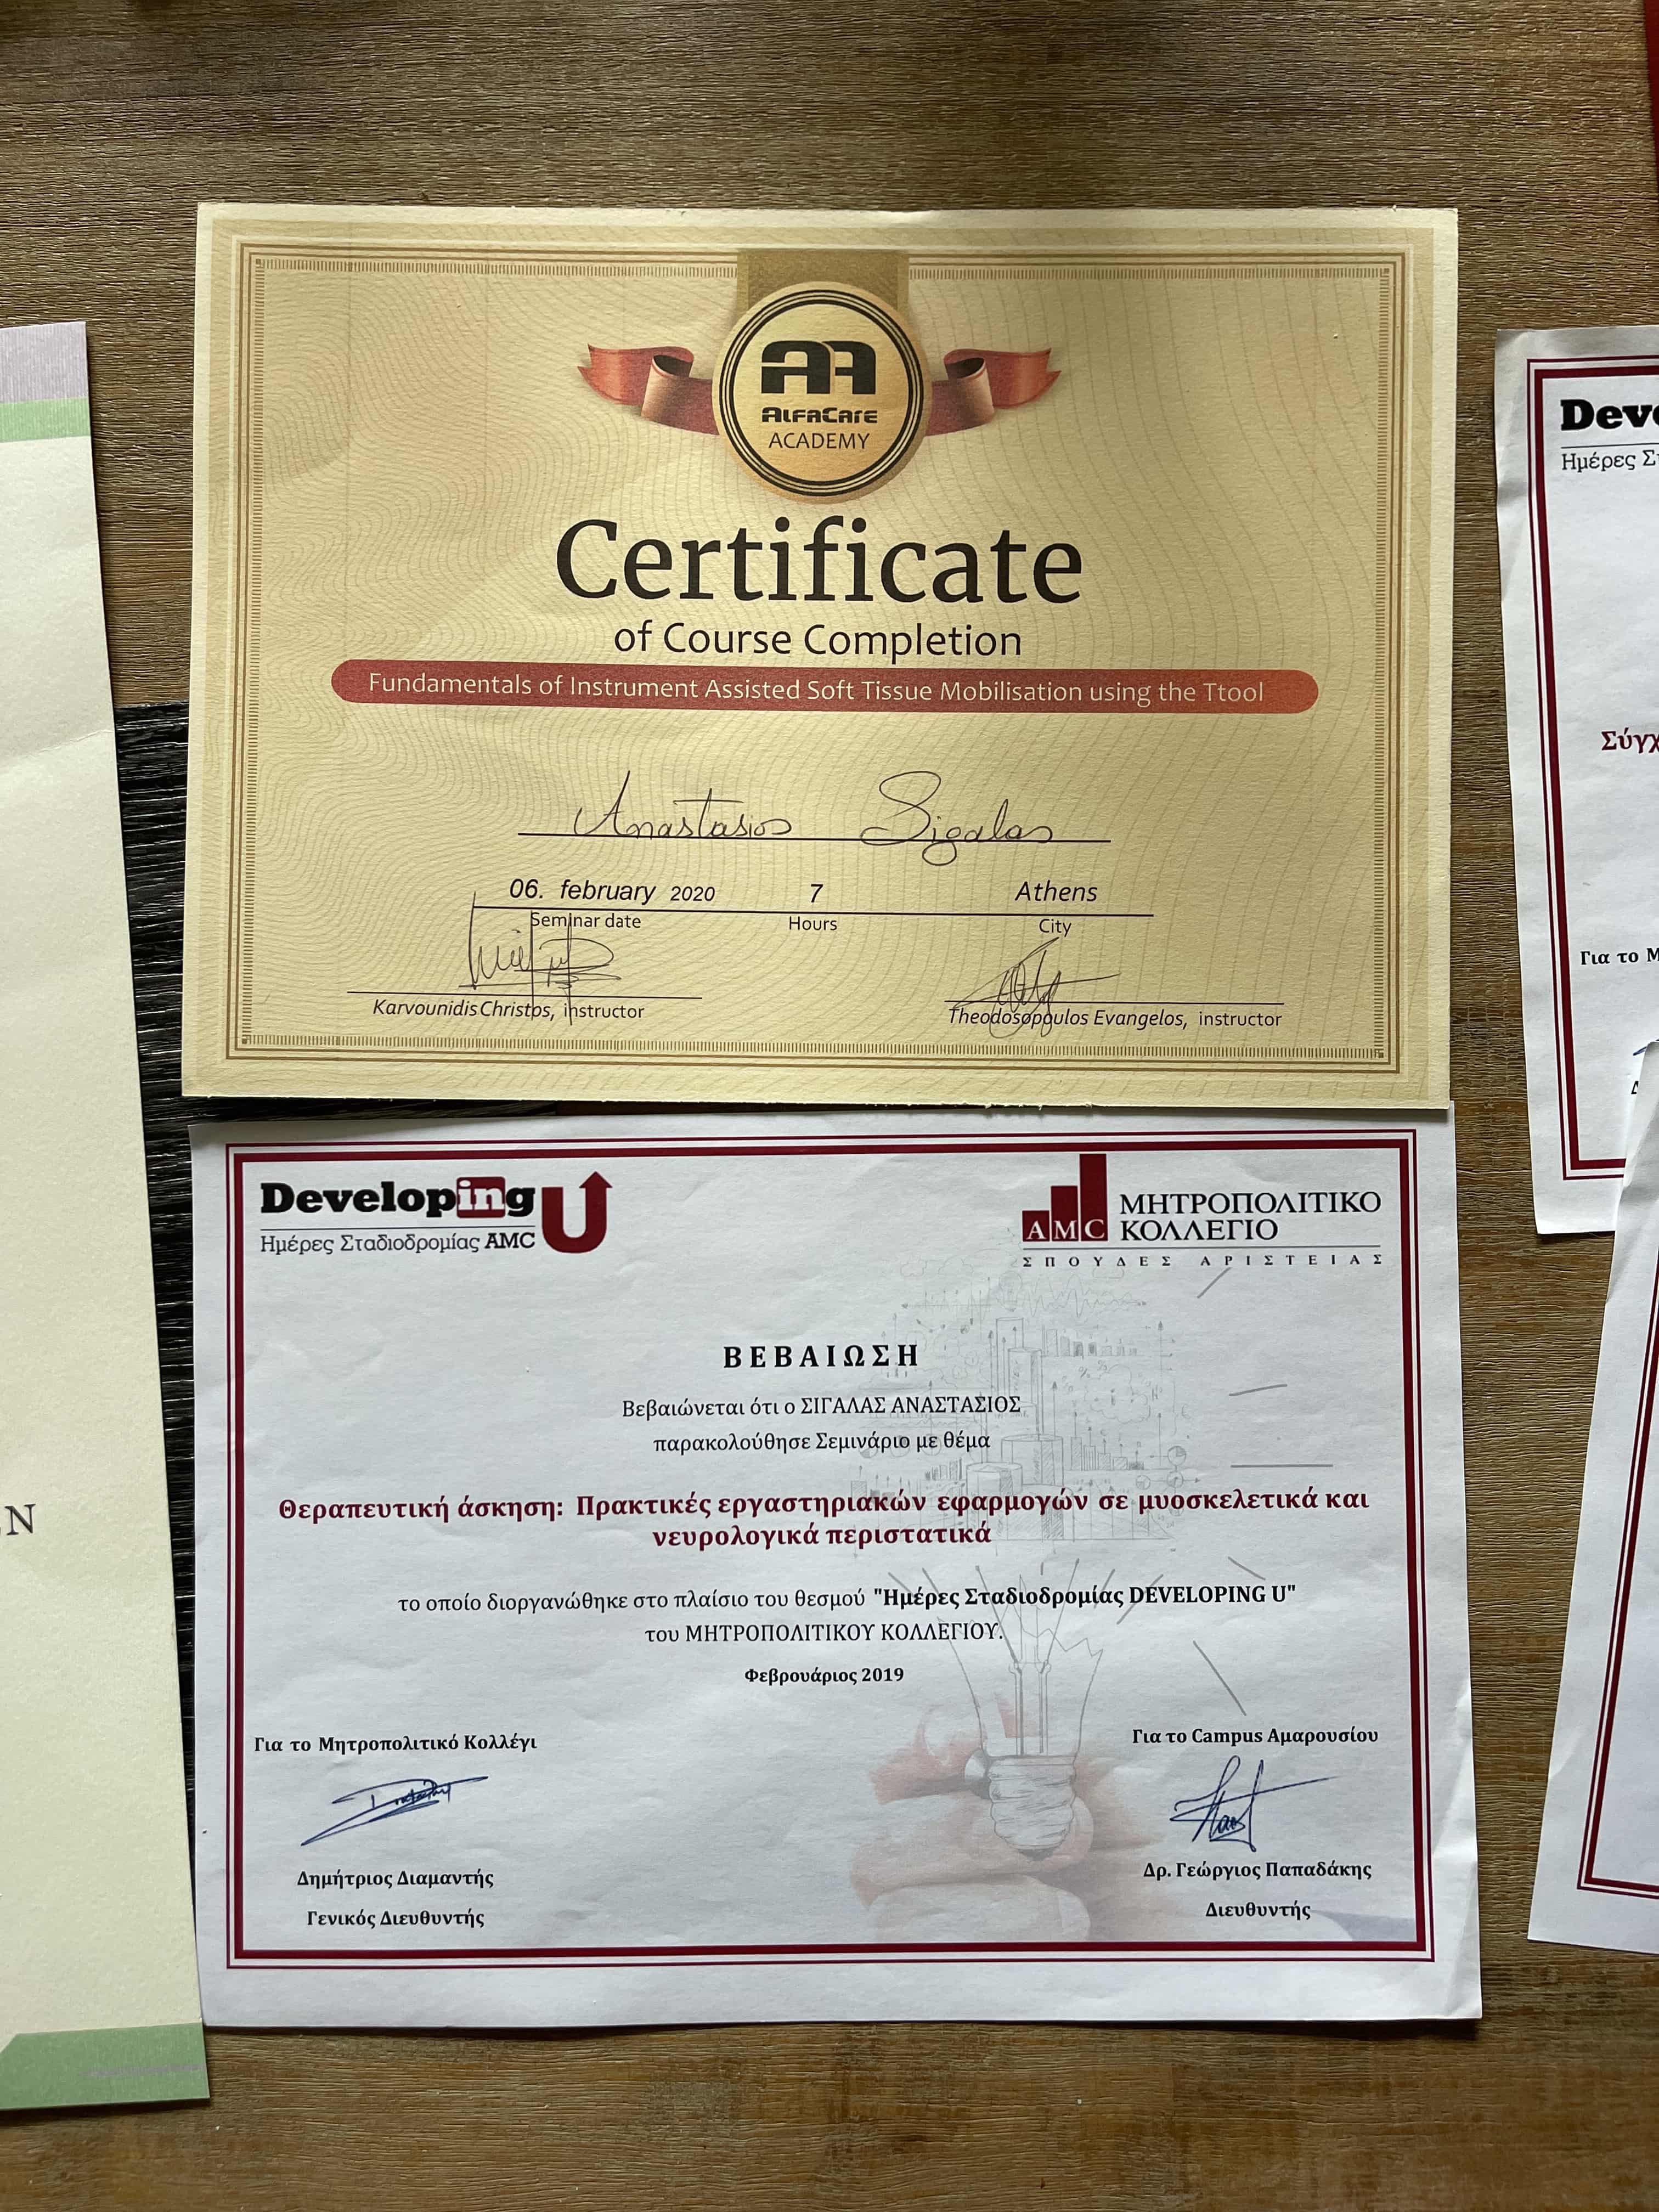 AA
ALFACARE
ACADEMY
Certificate
of Course Completion
Fundamentals of Instrument Assisted Soft Tissue Mobilisation using the Ttool
Anastasios Sigalas
06. february 2020 7 Athens
Seminar date Hours City
Karvounidis Christos, instructor
Theodosopoulos Evangelos, instructor
Developing U
Ημέρες Σταδιοδρομίας AMC
AMC ΜΗΤΡΟΠΟΛΙΤΙΚΟ
ΚΟΛΛΕΓΙΟ
ΣΠΟΥΔΕΣ ΑΡΙΣΤΕΙΑΣ
ΒΕΒΑΙΩΣΗ
Βεβαιώνεται ότι ο ΣΙΓΑΛΑΣ ΑΝΑΣΤΑΣΙΟΣ
παρακολούθησε Σεμινάριο με θέμα
Θεραπευτική άσκηση: Πρακτικές εργαστηριακών εφαρμογών σε μυοσκελετικά και
νευρολογικά περιστατικά
το οποίο διοργανώθηκε στο πλαίσιο του θεσμού "Ημέρες Σταδιοδρομίας DEVELOPING U"
του ΜΗΤΡΟΠΟΛΙΤΙΚΟΥ ΚΟΛΛΕΓΙΟΥ.
Φεβρουάριος 2019
Για το Μητροπολιτικό Κολλέγι
Δημήτριος Διαμαντής
Γενικός Διευθυντής
Για το Campus Αμαρουσίου
Δρ. Γεώργιος Παπαδάκης
Διευθυντής
Deve
Ημέρες Σ
Σύγχ
Για το Μ